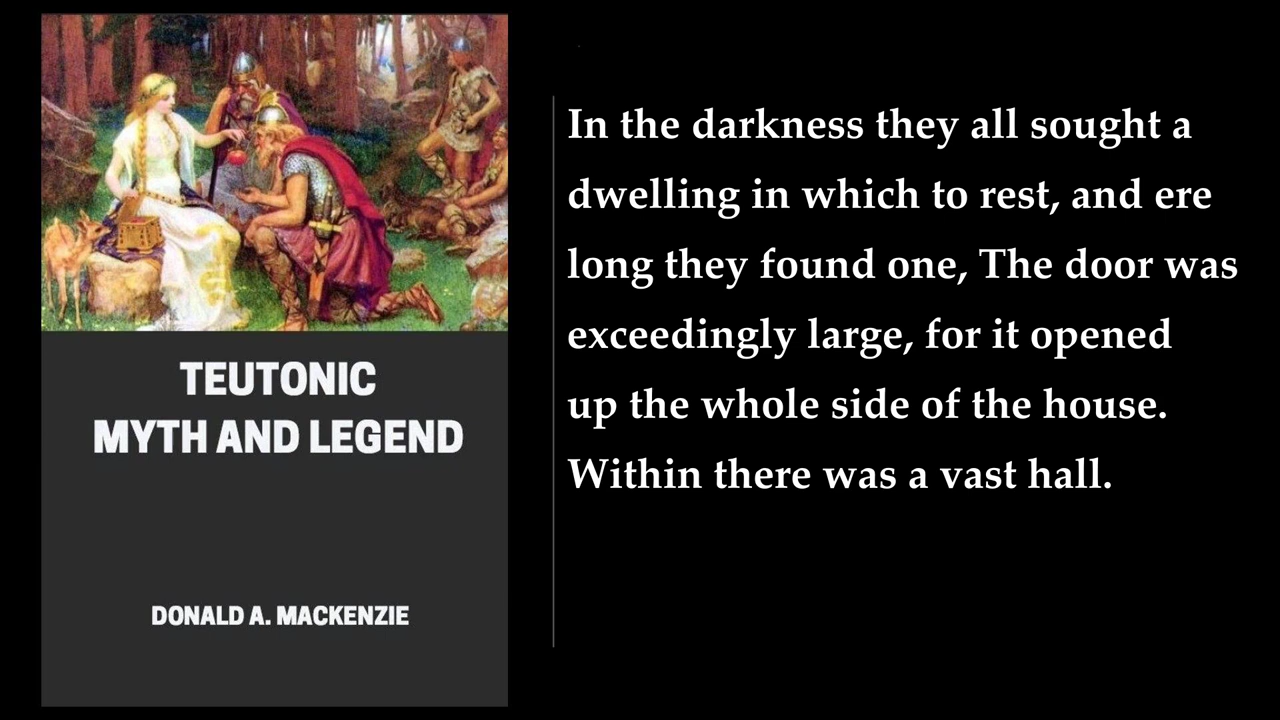 TEUTONIC
MYTH AND LEGEND
DONALD A. MACKENZIE
In the darkness they all sought a
dwelling in which to rest, and ere
long they found one, The door was
exceedingly large, for it opened
up the whole side of the house.
Within there was a vast hall.